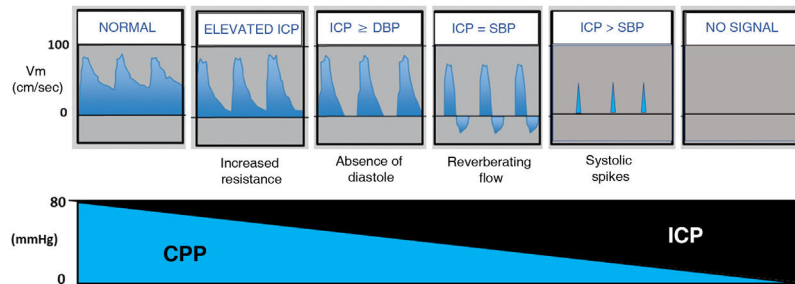 NORMAL
ELEVATED ICP
ICP ≥ DBP
ICP = SBP
ICP > SBP
NO SIGNAL
100
Vm
(cm/sec)
0
Increased
resistance
Absence of
diastole
Reverberating
flow
Systolic
spikes
80
(mmHg)
0
CPP
ICP